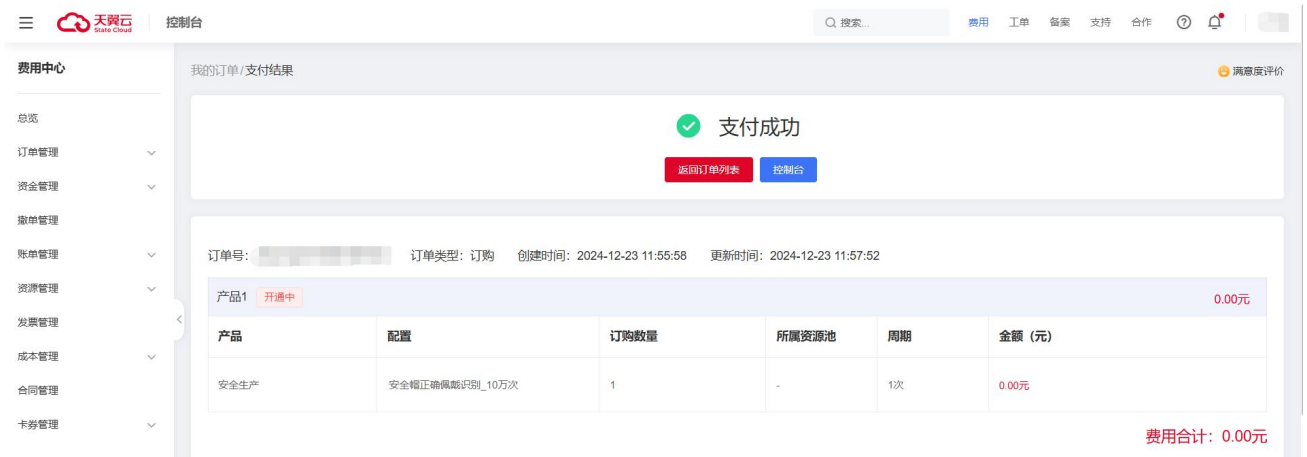 天翼云 State Cloud 控制台 搜索... 费用 工单 备案 支持 合作
费用中心
我的订单/支付结果 满意度评价
总览
支付成功
订单管理
返回订单列表 控制台
资金管理
撤单管理
账单管理
订单号: 订单类型: 订购 创建时间: 2024-12-23 11:55:58 更新时间: 2024-12-23 11:57:52
资源管理
产品1 开通中 0.00元
发票管理
产品 配置 订购数量 所属资源池 周期 金额（元）
成本管理
安全生产 安全帽正确佩戴识别_10万次 1 - 1次 0.00元
合同管理
卡券管理
费用合计: 0.00元